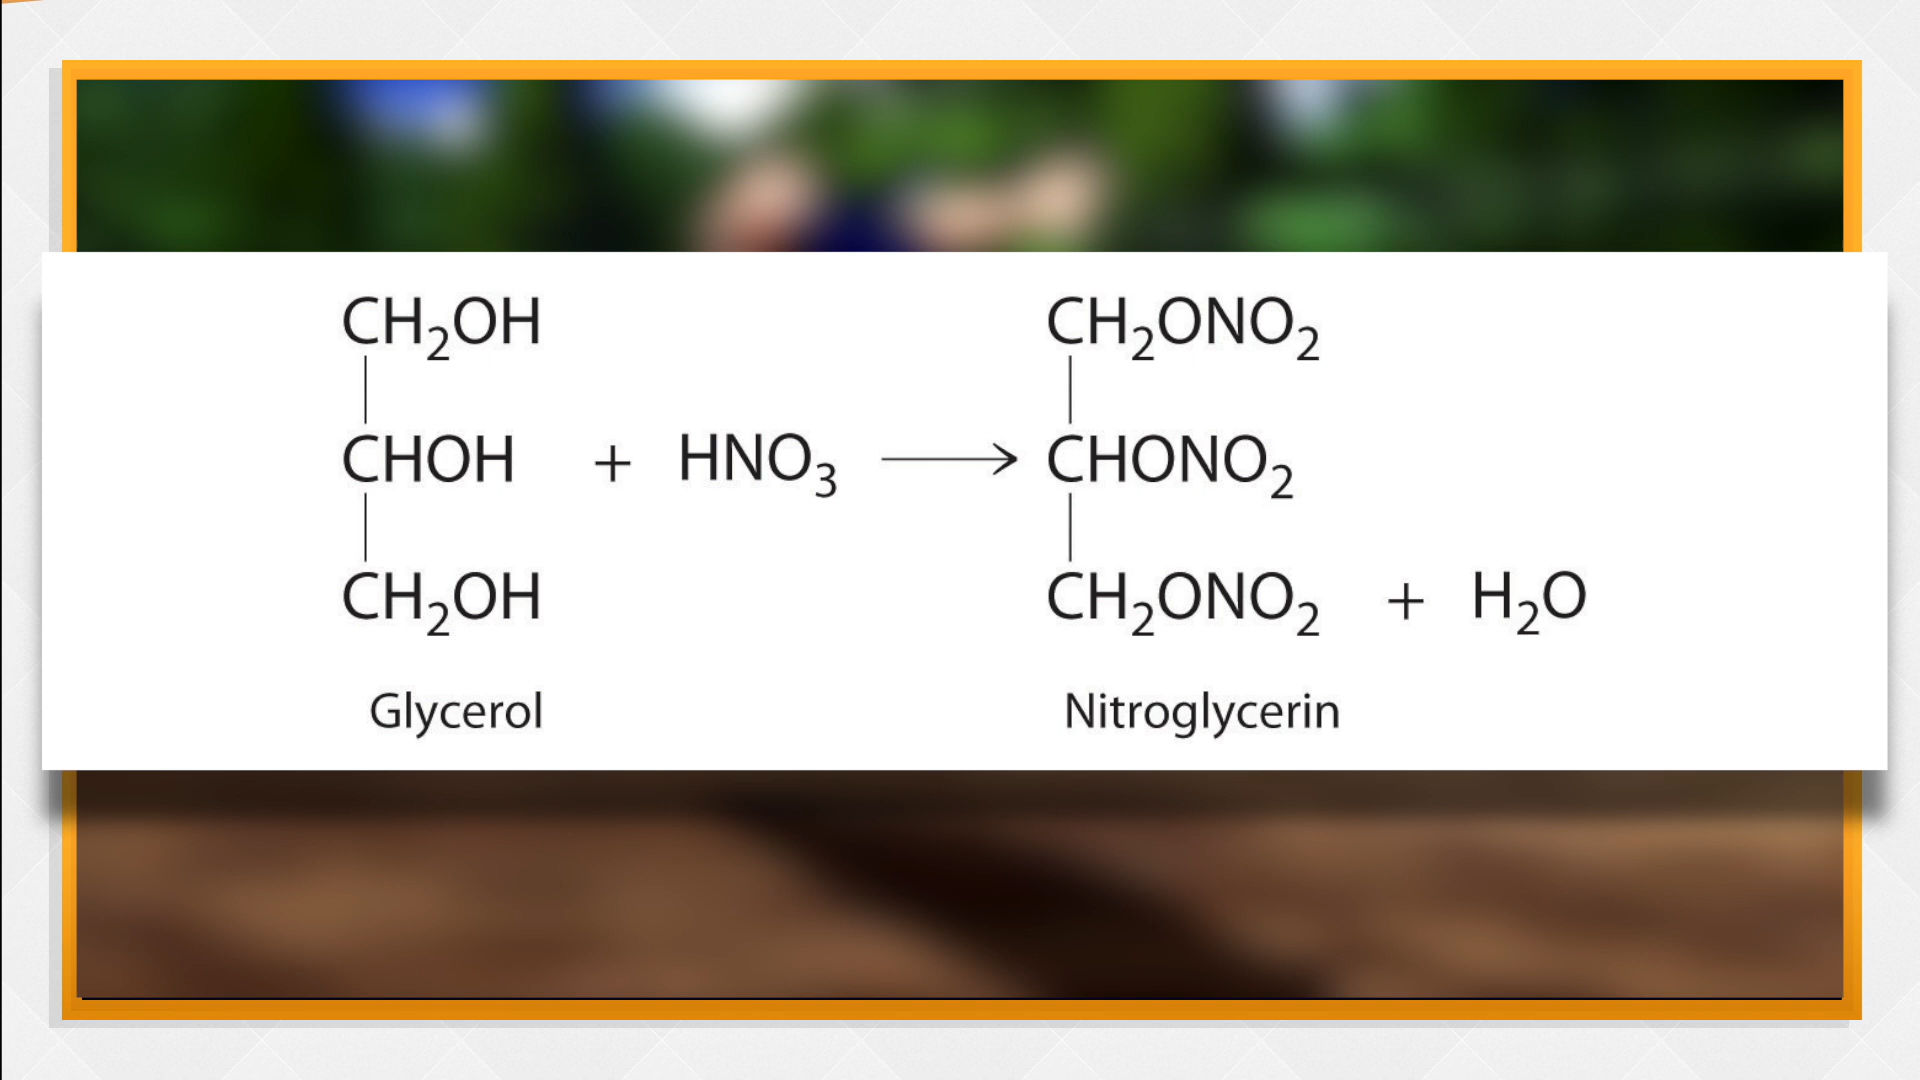 CH₂OH CH₂ONO₂
CHOH + HNO₃ ⟶ CHONO₂
CH₂OH CH₂ONO₂ + H₂O
Glycerol Nitroglycerin